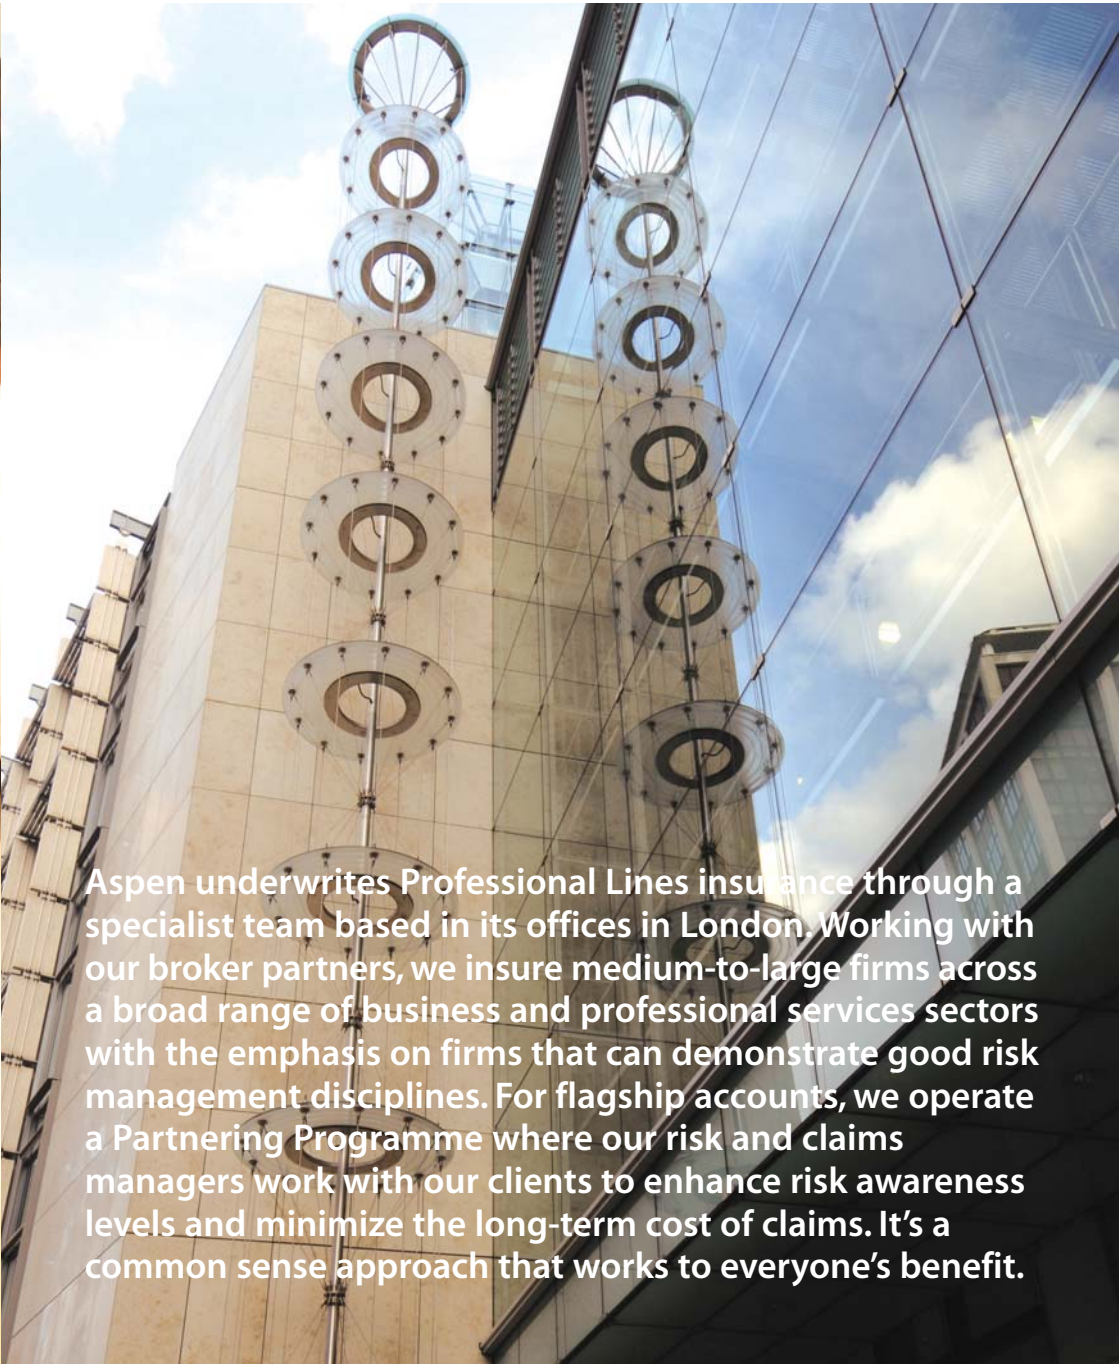 Aspen underwrites Professional Lines insurance through a
specialist team based in its offices in London. Working with
our broker partners, we insure medium-to-large firms across
a broad range of business and professional services sectors
with the emphasis on firms that can demonstrate good risk
management disciplines. For flagship accounts, we operate
a Partnering Programme where our risk and claims
managers work with our clients to enhance risk awareness
levels and minimize the long-term cost of claims. It’s a
common sense approach that works to everyone’s benefit.